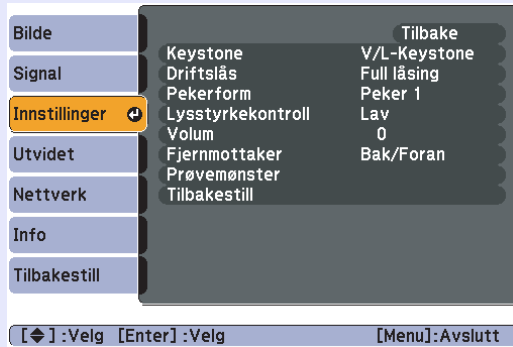 Bilde
Signal
Innstillinger
Utvidet
Nettverk
Info
Tilbakestill
Tilbake
Keystone V/L-Keystone
Driftslås Full låsing
Pekerform Peker 1
Lysstyrkekontroll Lav
Volum 0
Fjernmottaker Bak/Foran
Prøvemønster
Tilbakestill
[◆] :Velg [Enter] :Velg [Menu]:Avslutt